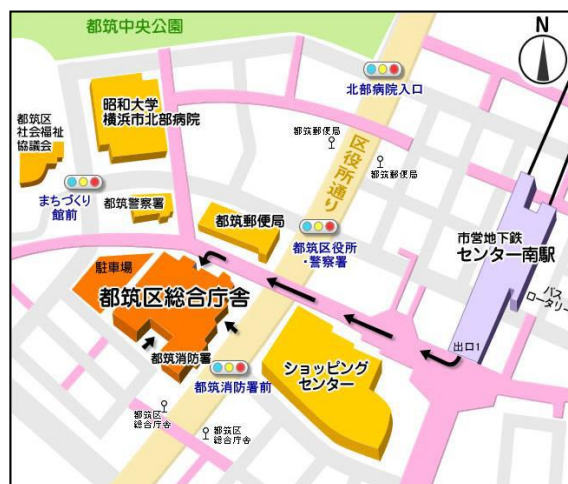 都筑中央公園
N
北部病院入口
昭和大学
横浜市北部病院
都筑区
社会福祉
協議会
都筑郵便局
都筑郵便局
区役所通り
まちづくり
館前
都筑警察署
都筑郵便局
都筑区役所
・警察署
市営地下鉄
センター南駅
バス
ロータリー
駐車場
都筑区総合庁舎
出口1
都筑消防署
都筑消防署前
ショッピング
センター
都筑区
総合庁舎
都筑区
総合庁舎